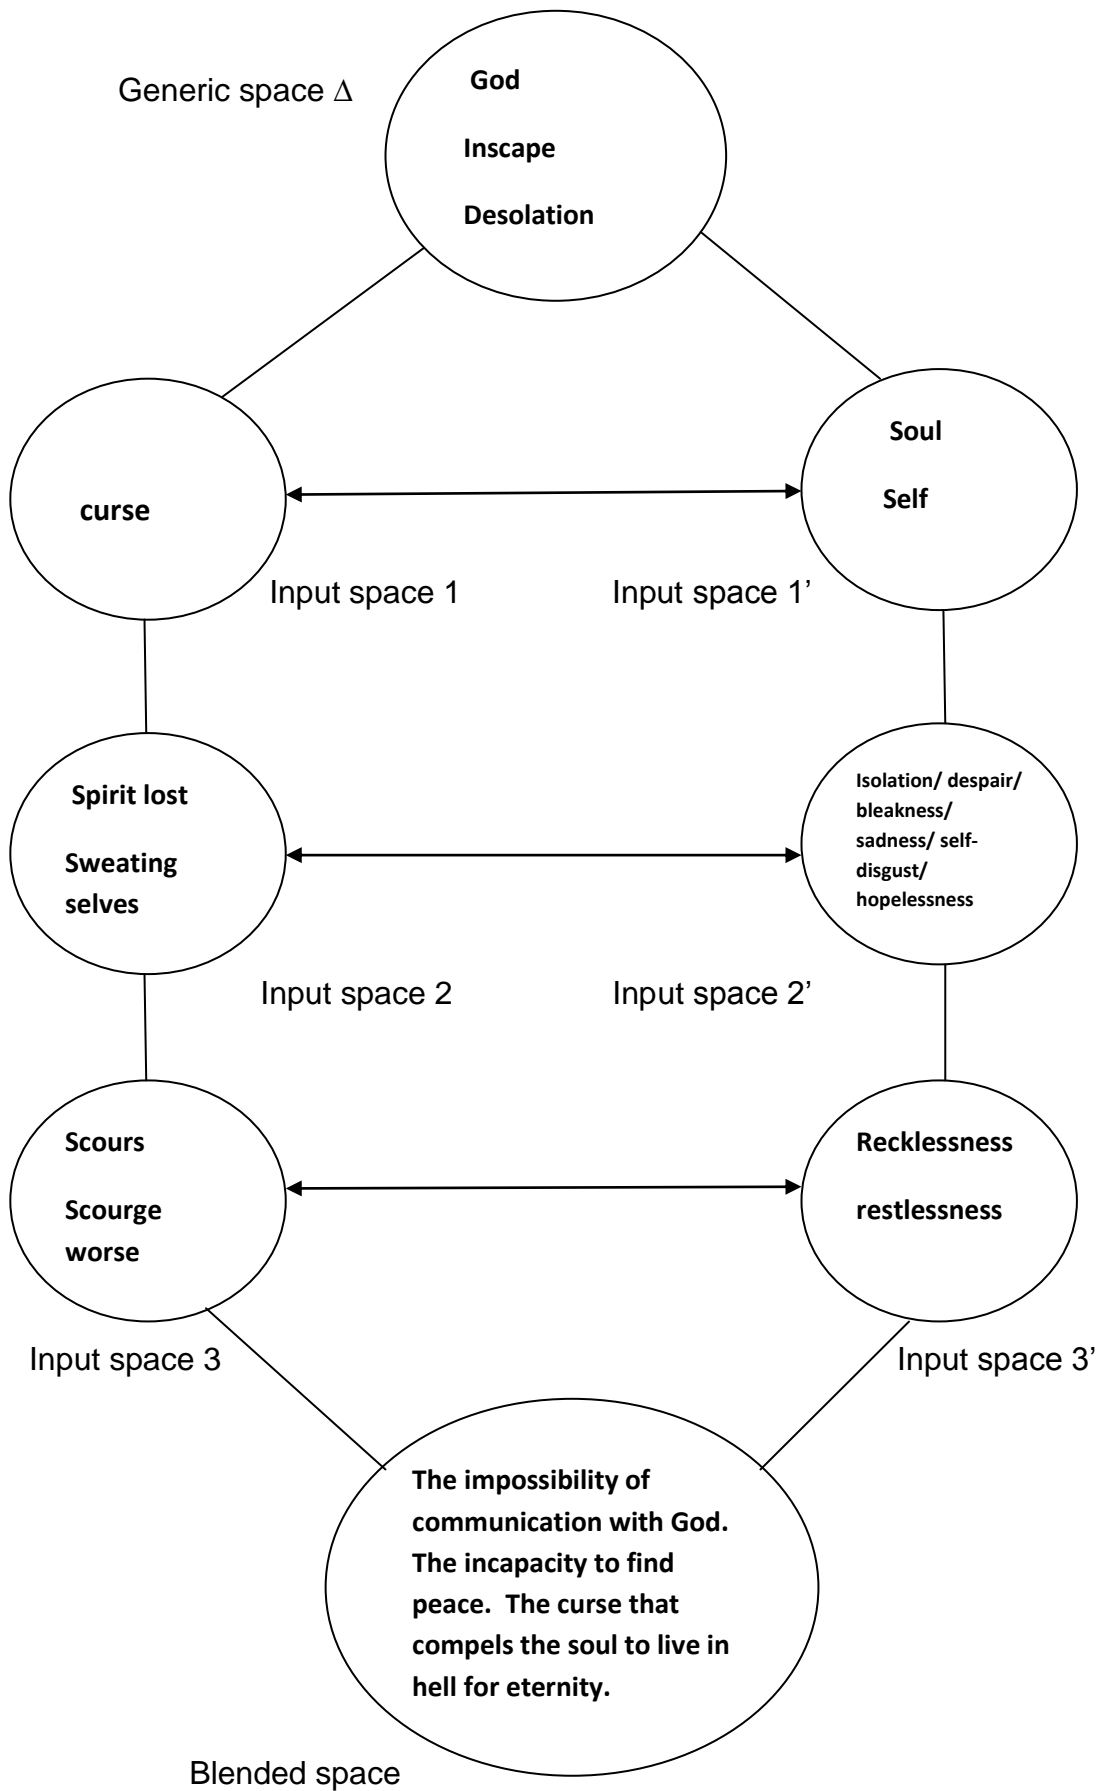 Generic space ∆
God
Inscape
Desolation
curse
Soul
Self
Input space 1
Input space 1’
Spirit lost
Sweating
selves
Isolation/ despair/
bleakness/
sadness/ self-
disgust/
hopelessness
Input space 2
Input space 2’
Scours
Scourge
worse
Recklessness
restlessness
Input space 3
Input space 3’
The impossibility of
communication with God.
The incapacity to find
peace.  The curse that
compels the soul to live in
hell for eternity.
Blended space